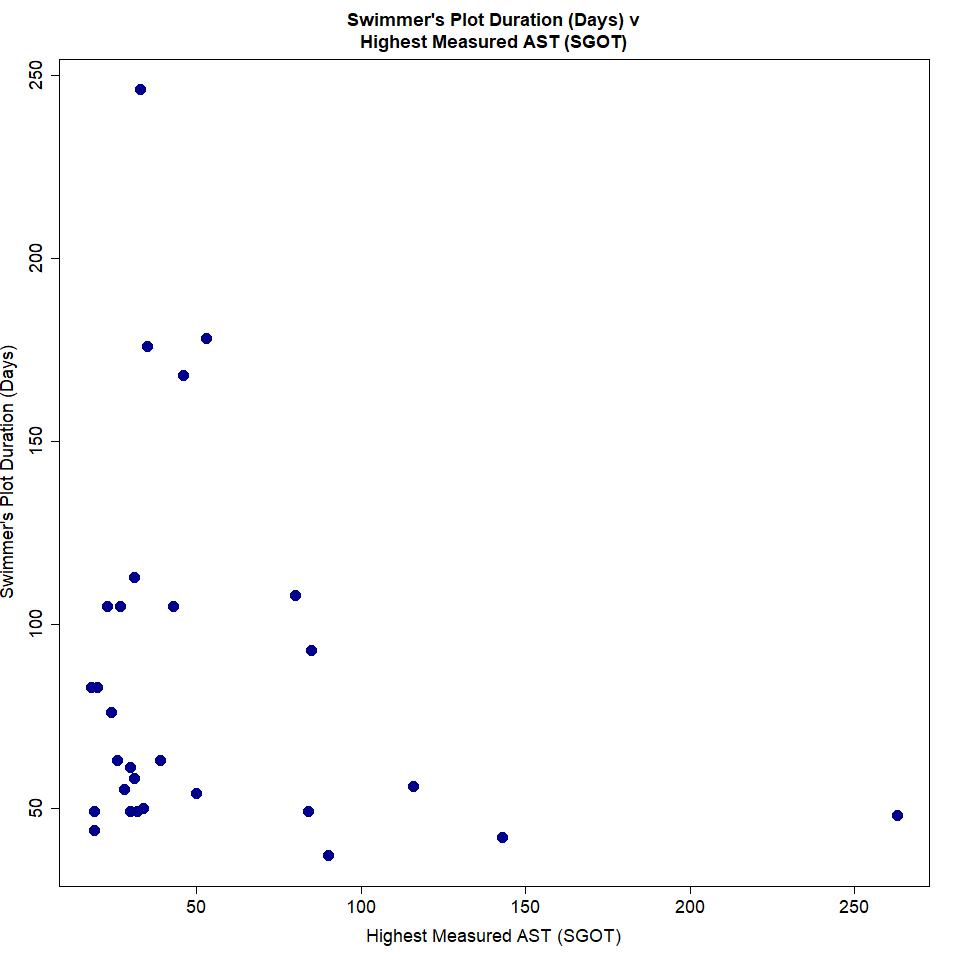 Swimmer's Plot Duration (Days) v
Highest Measured AST (SGOT)
Swimmer's Plot Duration (Days)
250
200
150
100
50
50
100
150
200
250
Highest Measured AST (SGOT)